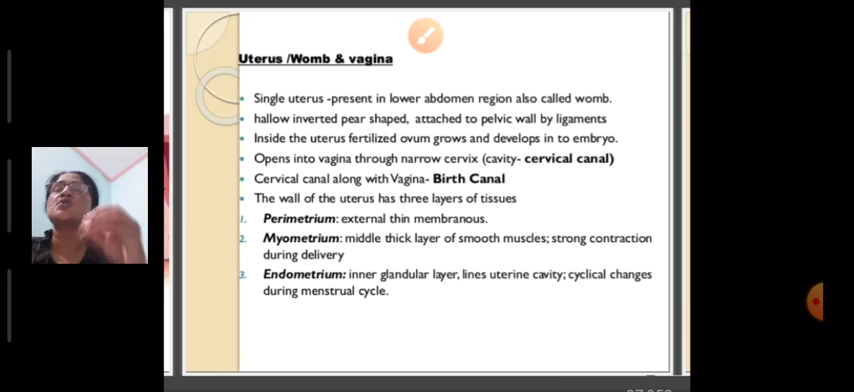 Uterus /Womb & vagina
Single uterus -present in lower abdomen region also called womb.
hallow inverted pear shaped, attached to pelvic wall by ligaments
Inside the uterus fertilized ovum grows and develops in to embryo.
Opens into vagina through narrow cervix (cavity- cervical canal)
Cervical canal along with Vagina- Birth Canal
The wall of the uterus has three layers of tissues
1. Perimetrium: external thin membranous.
2. Myometrium: middle thick layer of smooth muscles; strong contraction
during delivery
3. Endometrium: inner glandular layer, lines uterine cavity; cyclical changes
during menstrual cycle.